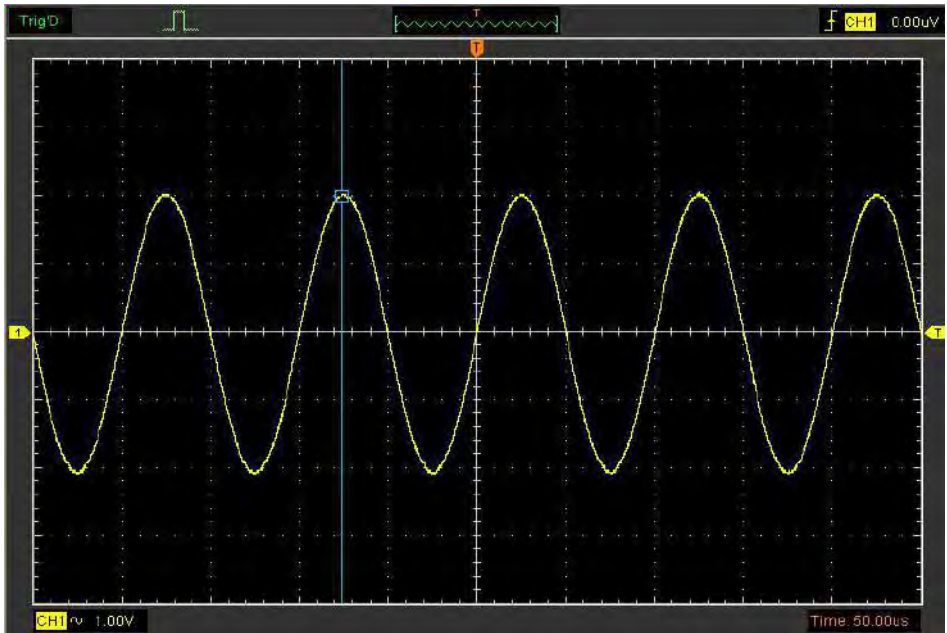 Trig'D
T
CH1 0.00uV
T
1
T
CH1 ∿ 1.00V
Time: 50.00us